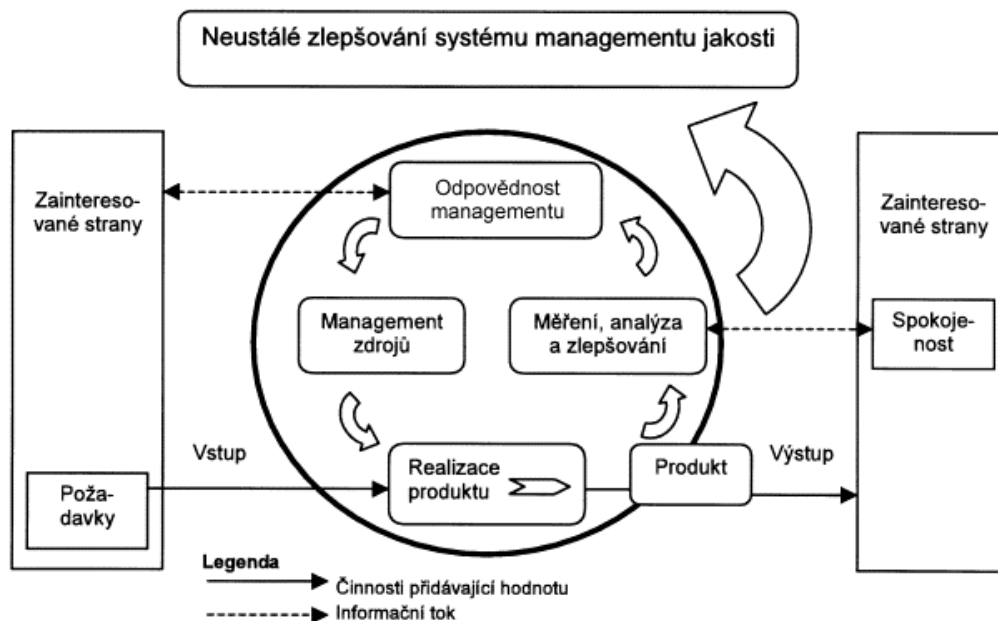 Neustálé zlepšování systému managementu jakosti
Zaintereso-
vané strany
Odpovědnost
managementu
Zaintereso-
vané strany
Management
zdrojů
Měření, analýza
a zlepšování
Spokoje-
nost
Vstup
Realizace
produktu
Produkt
Výstup
Poža-
davky
Legenda
Činnosti přidávající hodnotu
Informační tok